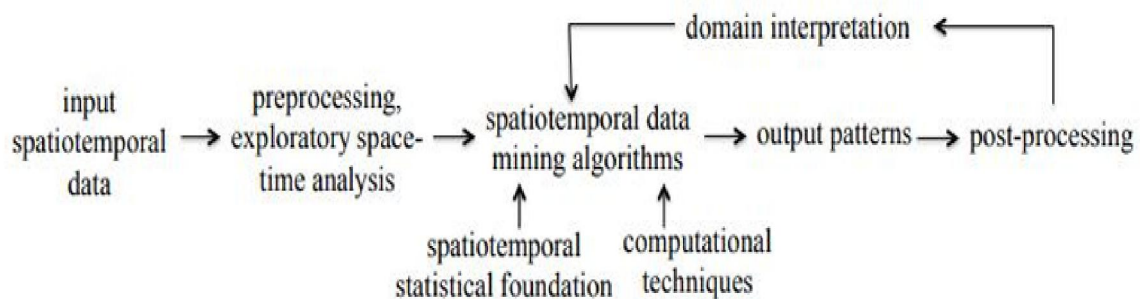 domain interpretation
input
spatiotemporal
data
preprocessing,
exploratory space-
time analysis
spatiotemporal data
mining algorithms
output patterns
post-processing
spatiotemporal
statistical foundation
computational
techniques